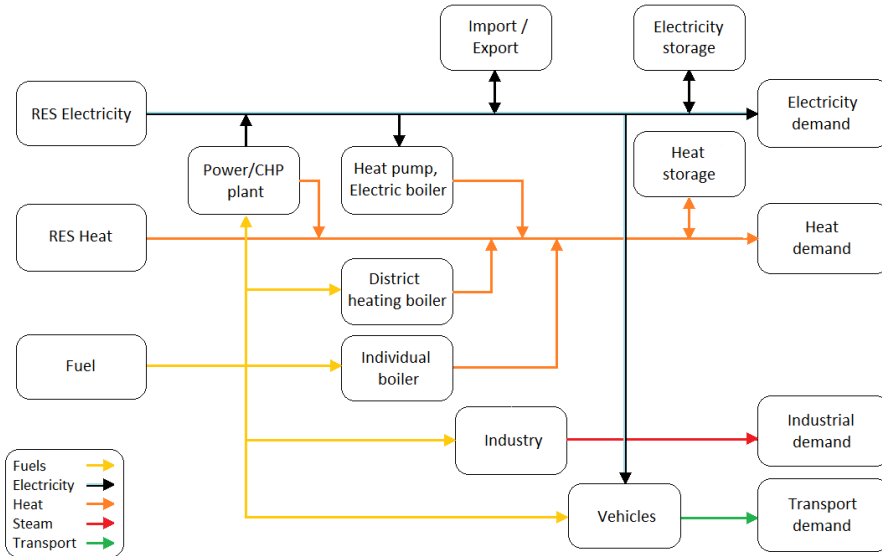 Import /
Export
Electricity
storage
RES Electricity
Electricity
demand
Power/CHP
plant
Heat pump,
Electric boiler
Heat
storage
RES Heat
Heat
demand
District
heating boiler
Fuel
Individual
boiler
Industry
Industrial
demand
Vehicles
Transport
demand
Fuels
Electricity
Heat
Steam
Transport